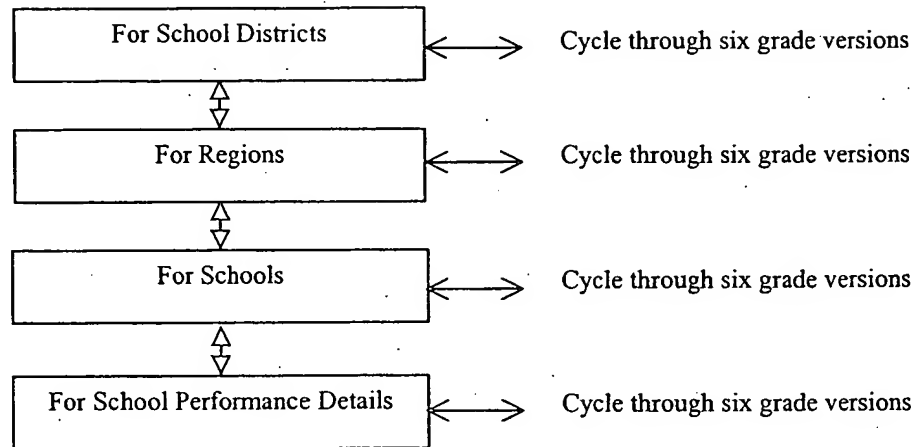 For School Districts
Cycle through six grade versions
For Regions
Cycle through six grade versions
For Schools
Cycle through six grade versions
For School Performance Details
Cycle through six grade versions